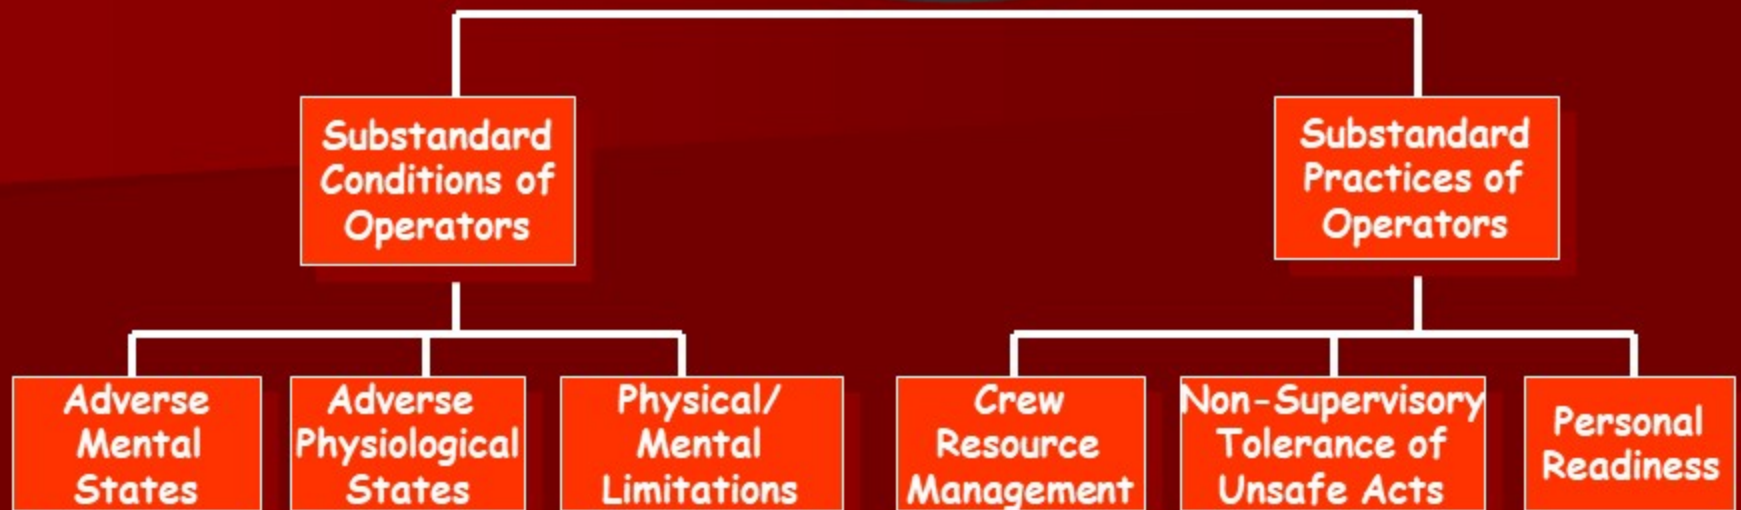 Substandard
Conditions of
Operators
Substandard
Practices of
Operators
Adverse
Mental
States
Adverse
Physiological
States
Physical/
Mental
Limitations
Crew
Resource
Management
Non-Supervisory
Tolerance of
Unsafe Acts
Personal
Readiness